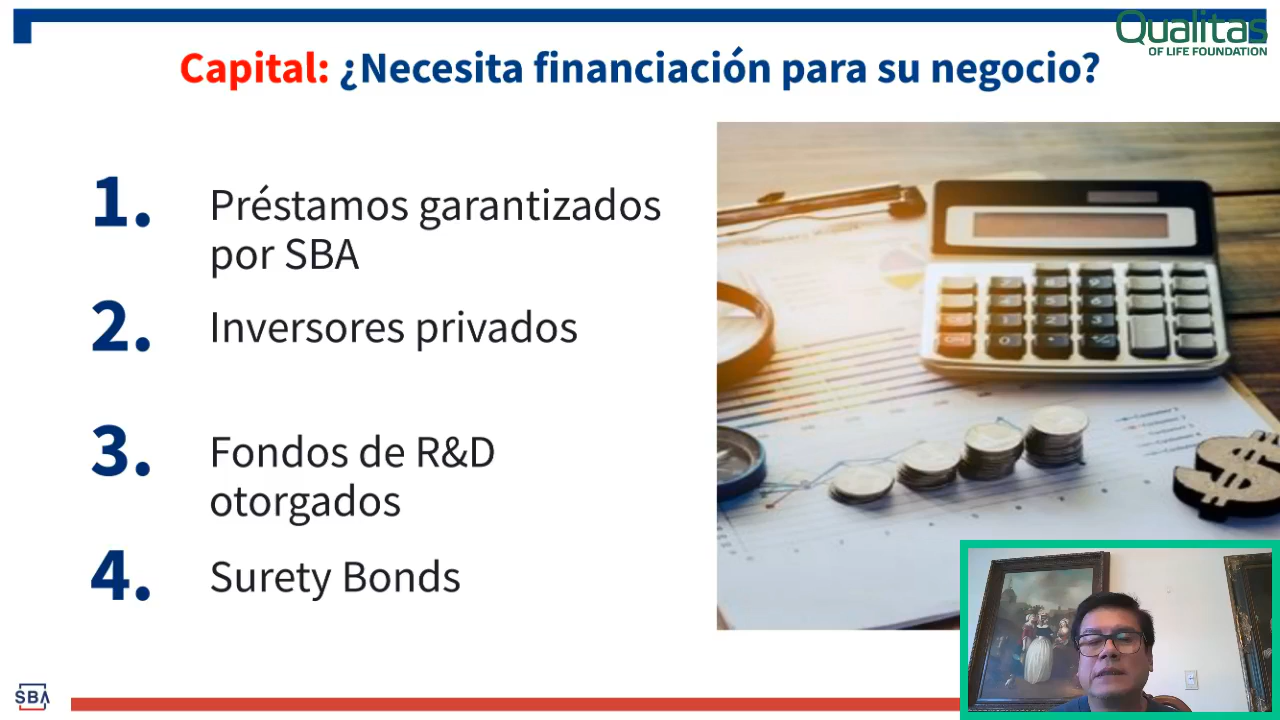 Qualitas
OF LIFE FOUNDATION
Capital: ¿Necesita financiación para su negocio?
1. Préstamos garantizados
por SBA
2. Inversores privados
3. Fondos de R&D
otorgados
4. Surety Bonds
SBA